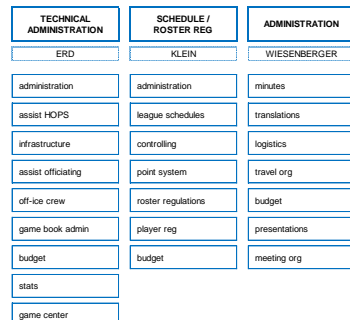 TECHNICAL
ADMINISTRATION
ERD
administration
assist HOPS
infrastructure
assist officiating
off-ice crew
game book admin
budget
stats
game center
SCHEDULE /
ROSTER REG
KLEIN
administration
league schedules
controlling
point system
roster regulations
player reg
budget
ADMINISTRATION
WIESENBERGER
minutes
translations
logistics
travel org
budget
presentations
meeting org